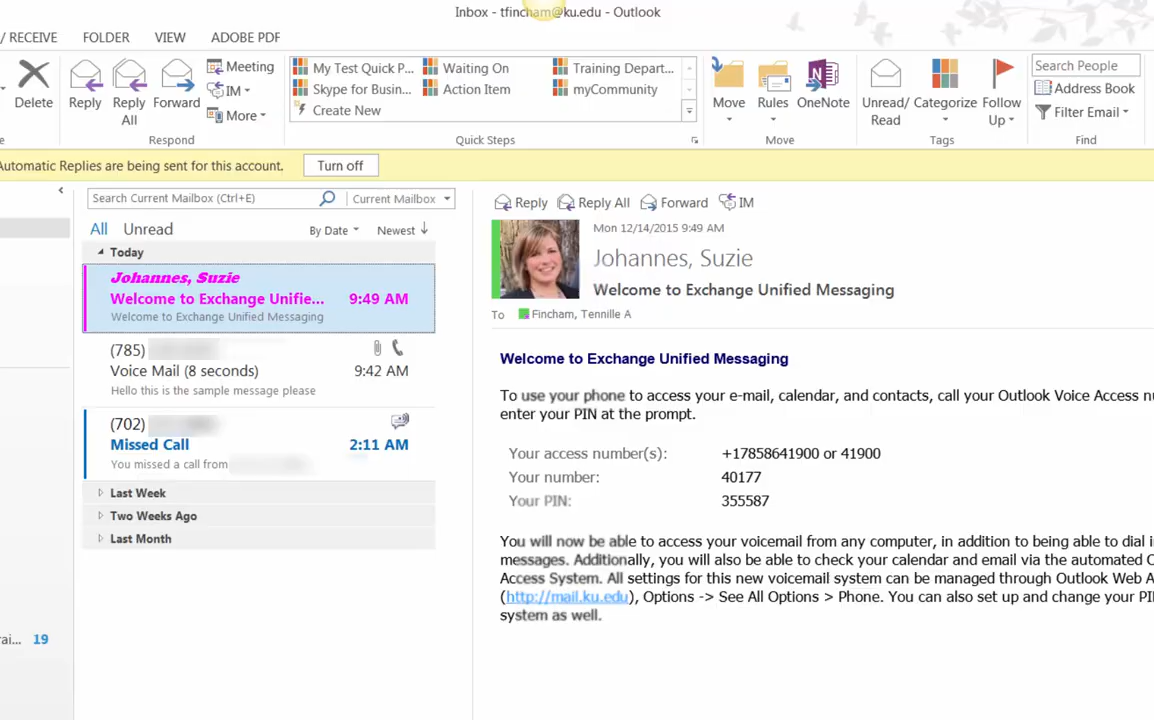 Inbox - tfincham@ku.edu - Outlook
/ RECEIVE FOLDER VIEW ADOBE PDF
Delete
Reply
Reply All
Forward
Meeting
IM
More
Respond
My Test Quick P...
Skype for Busin...
Create New
Waiting On
Action Item
Training Depart...
myCommunity
Quick Steps
Move
Rules
OneNote
Move
Unread/ Read
Categorize
Follow Up
Tags
Search People
Address Book
Filter Email
Find
Automatic Replies are being sent for this account. Turn off
Search Current Mailbox (Ctrl+E) Current Mailbox
All Unread By Date Newest
Today
Johannes, Suzie
Welcome to Exchange Unifie... 9:49 AM
Welcome to Exchange Unified Messaging
(785)
Voice Mail (8 seconds) 9:42 AM
Hello this is the sample message please
(702)
Missed Call 2:11 AM
You missed a call from
Last Week
Two Weeks Ago
Last Month
rai... 19
Reply Reply All Forward IM
Mon 12/14/2015 9:49 AM
Johannes, Suzie
Welcome to Exchange Unified Messaging
To Fincham, Tennille A
Welcome to Exchange Unified Messaging
To use your phone to access your e-mail, calendar, and contacts, call your Outlook Voice Access nu
enter your PIN at the prompt.
Your access number(s): +17858641900 or 41900
Your number: 40177
Your PIN: 355587
You will now be able to access your voicemail from any computer, in addition to being able to dial i
messages. Additionally, you will also be able to check your calendar and email via the automated O
Access System. All settings for this new voicemail system can be managed through Outlook Web A
(http://mail.ku.edu), Options -> See All Options > Phone. You can also set up and change your PI
system as well.